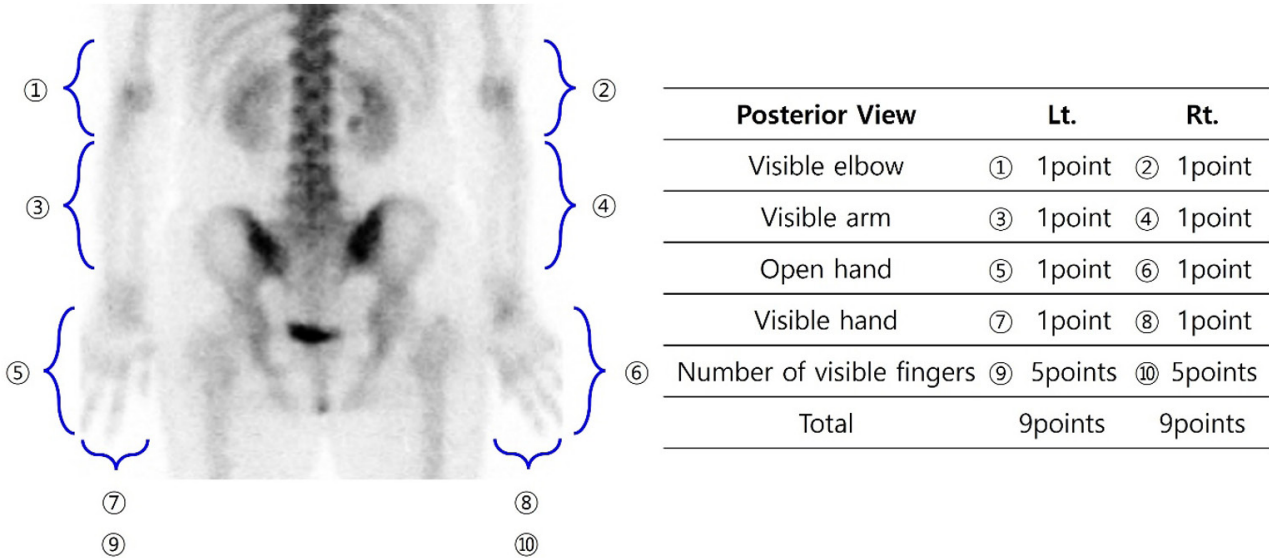 ①
②
③
④
⑤
⑥
⑦
⑧
⑨
⑩
Posterior View Lt. Rt.
Visible elbow ① 1point ② 1point
Visible arm ③ 1point ④ 1point
Open hand ⑤ 1point ⑥ 1point
Visible hand ⑦ 1point ⑧ 1point
Number of visible fingers ⑨ 5points ⑩ 5points
Total 9points 9points